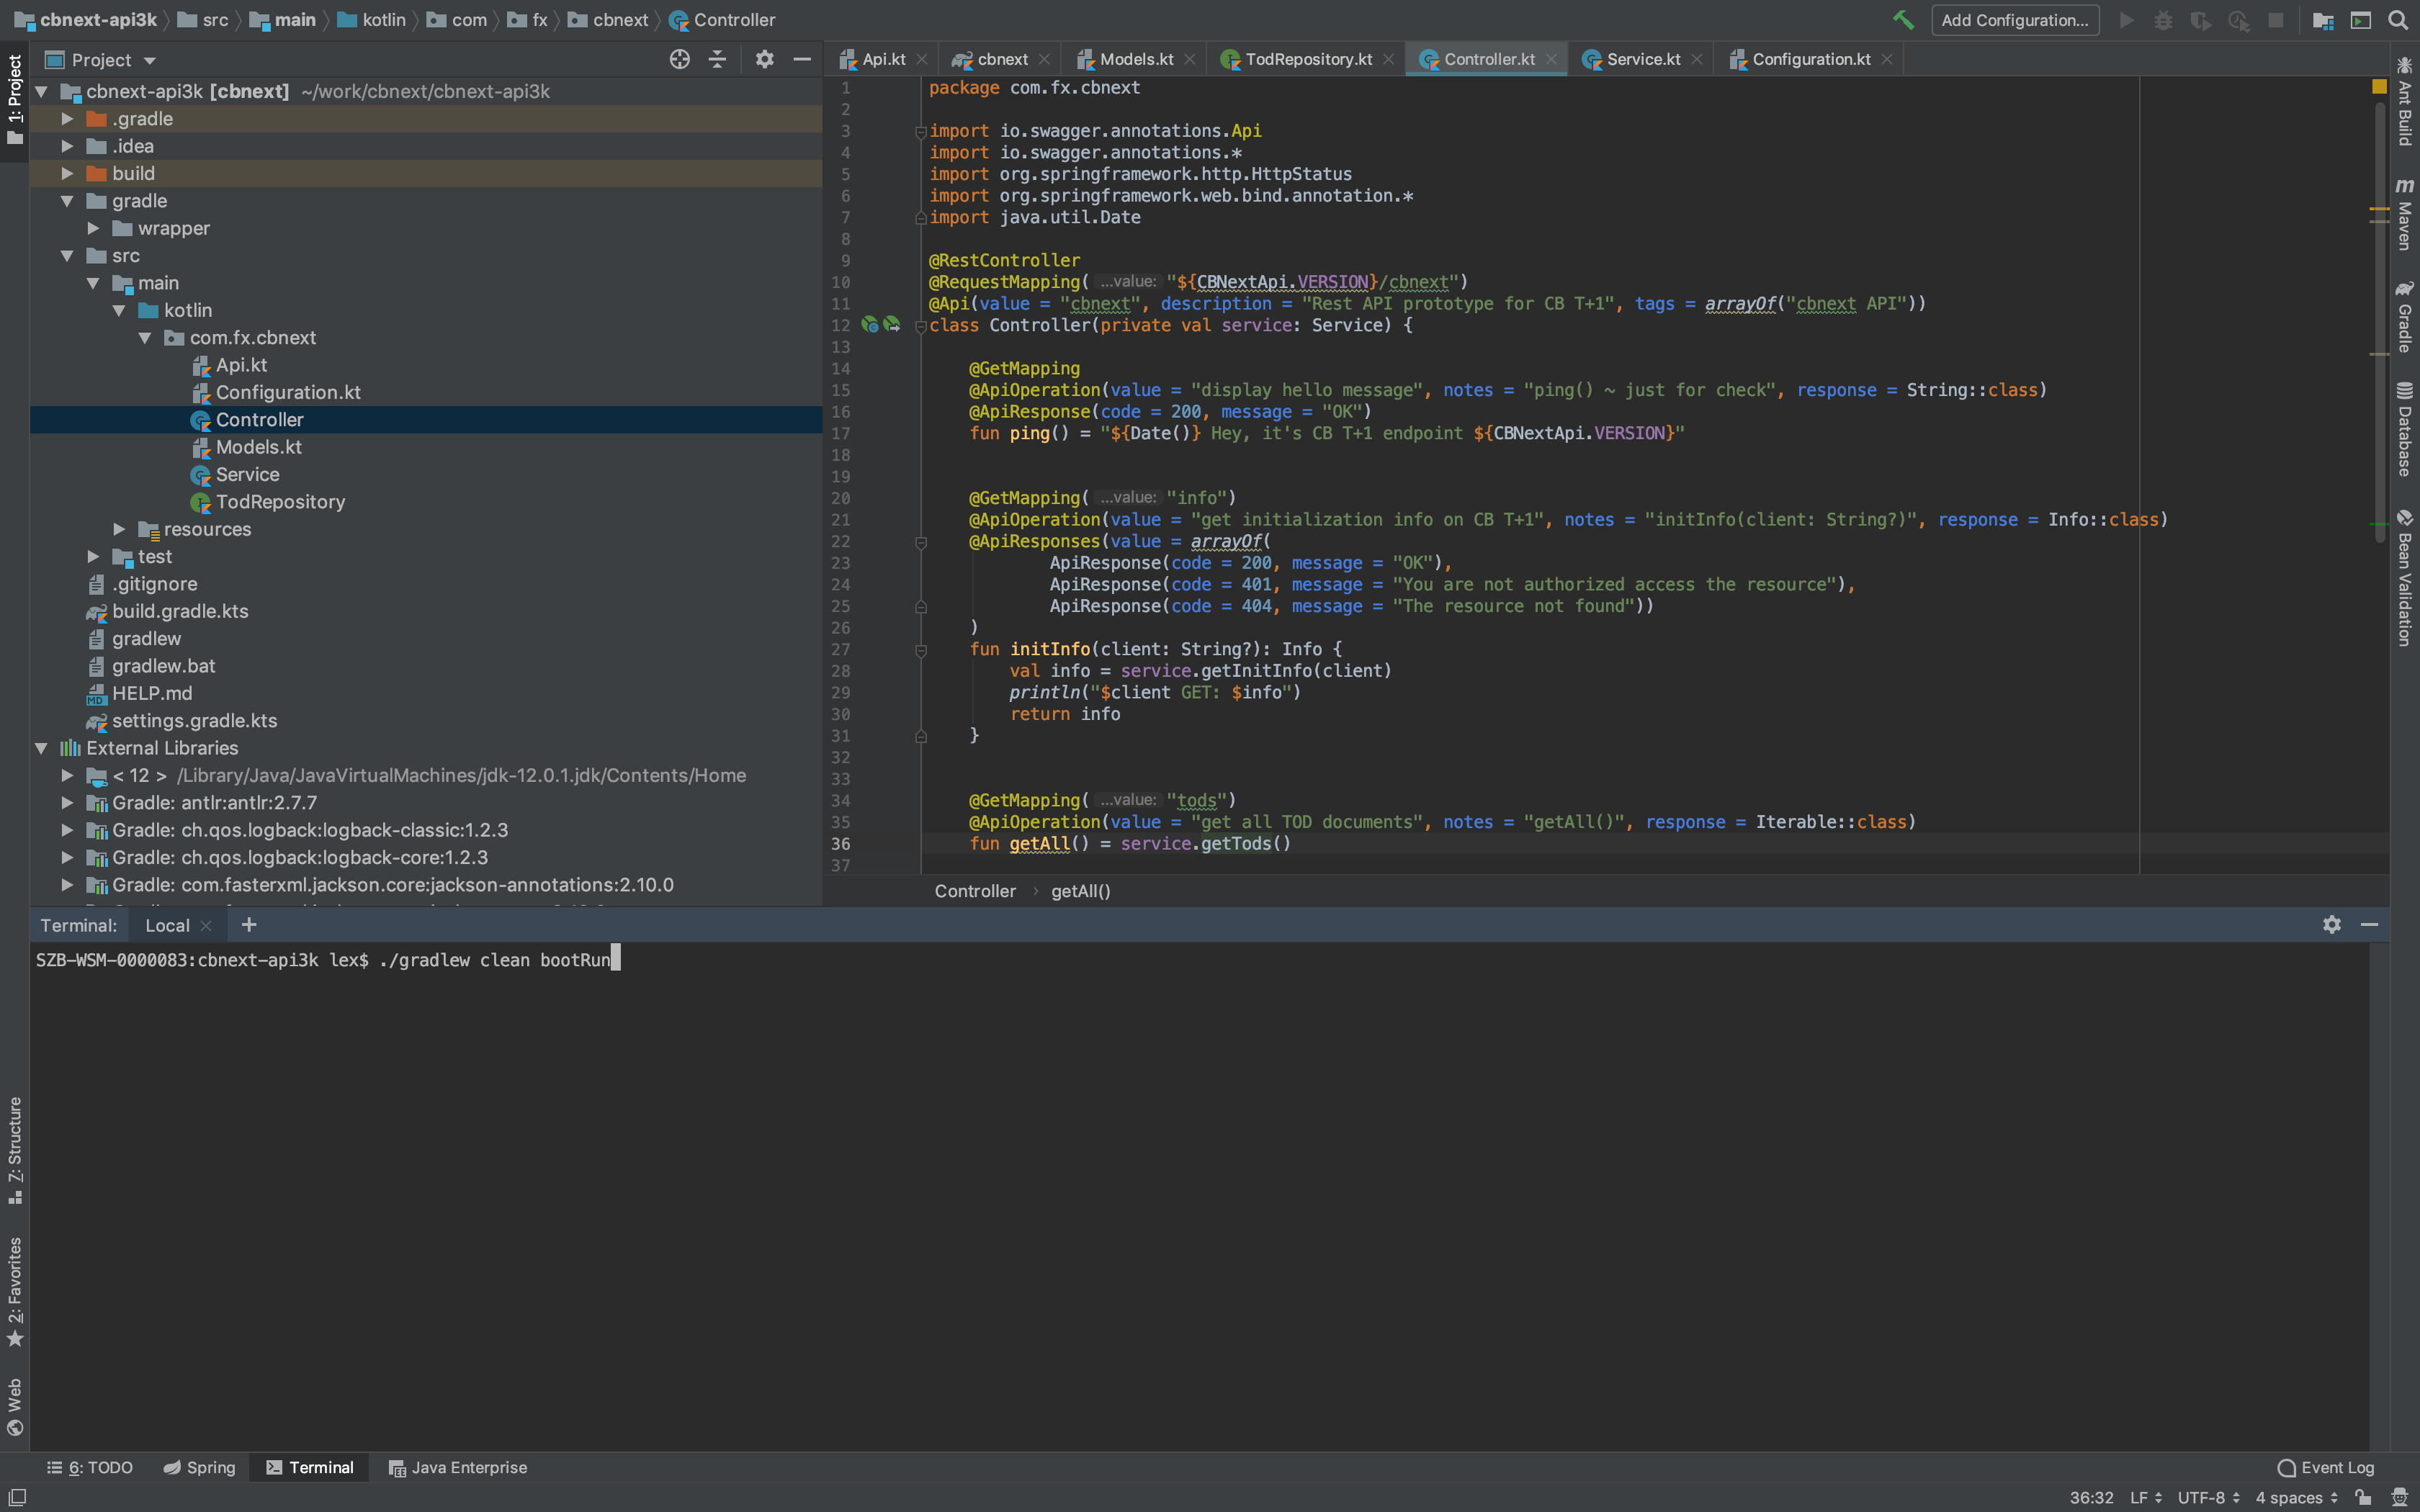 cbnext-api3k src main kotlin com fx cbnext Controller
Add Configuration...
1: Project
Project
cbnext-api3k [cbnext] ~/work/cbnext/cbnext-api3k
.gradle
.idea
build
gradle
wrapper
src
main
kotlin
com.fx.cbnext
Api.kt
Configuration.kt
Controller
Models.kt
Service
TodRepository
resources
test
.gitignore
build.gradle.kts
gradlew
gradlew.bat
HELP.md
settings.gradle.kts
External Libraries
< 12 > /Library/Java/JavaVirtualMachines/jdk-12.0.1.jdk/Contents/Home
Gradle: antlr:antlr:2.7.7
Gradle: ch.qos.logback:logback-classic:1.2.3
Gradle: ch.qos.logback:logback-core:1.2.3
Gradle: com.fasterxml.jackson.core:jackson-annotations:2.10.0
Api.kt cbnext Models.kt TodRepository.kt Controller.kt Service.kt Configuration.kt
1 package com.fx.cbnext
2
3 import io.swagger.annotations.Api
4 import io.swagger.annotations.*
5 import org.springframework.http.HttpStatus
6 import org.springframework.web.bind.annotation.*
7 import java.util.Date
8
9 @RestController
10 @RequestMapping( ...value: "${CBNextApi.VERSION}/cbnext")
11 @Api(value = "cbnext", description = "Rest API prototype for CB T+1", tags = arrayOf("cbnext API"))
12 class Controller(private val service: Service) {
13
14 @GetMapping
15 @ApiOperation(value = "display hello message", notes = "ping() ~ just for check", response = String::class)
16 @ApiResponse(code = 200, message = "OK")
17 fun ping() = "${Date()} Hey, it's CB T+1 endpoint ${CBNextApi.VERSION}"
18
19
20 @GetMapping( ...value: "info")
21 @ApiOperation(value = "get initialization info on CB T+1", notes = "initInfo(client: String?)", response = Info::class)
22 @ApiResponses(value = arrayOf(
23 ApiResponse(code = 200, message = "OK"),
24 ApiResponse(code = 401, message = "You are not authorized access the resource"),
25 ApiResponse(code = 404, message = "The resource not found"))
26 )
27 fun initInfo(client: String?): Info {
28 val info = service.getInitInfo(client)
29 println("$client GET: $info")
30 return info
31 }
32
33
34 @GetMapping( ...value: "tods")
35 @ApiOperation(value = "get all TOD documents", notes = "getAll()", response = Iterable::class)
36 fun getAll() = service.getTods()
37
Controller getAll()
Ant Build
Maven
Gradle
Database
Bean Validation
Terminal: Local +
SZB-WSM-0000083:cbnext-api3k lex$ ./gradlew clean bootRun
7: Structure
2: Favorites
Web
6: TODO Spring Terminal Java Enterprise Event Log
36:32 LF UTF-8 4 spaces